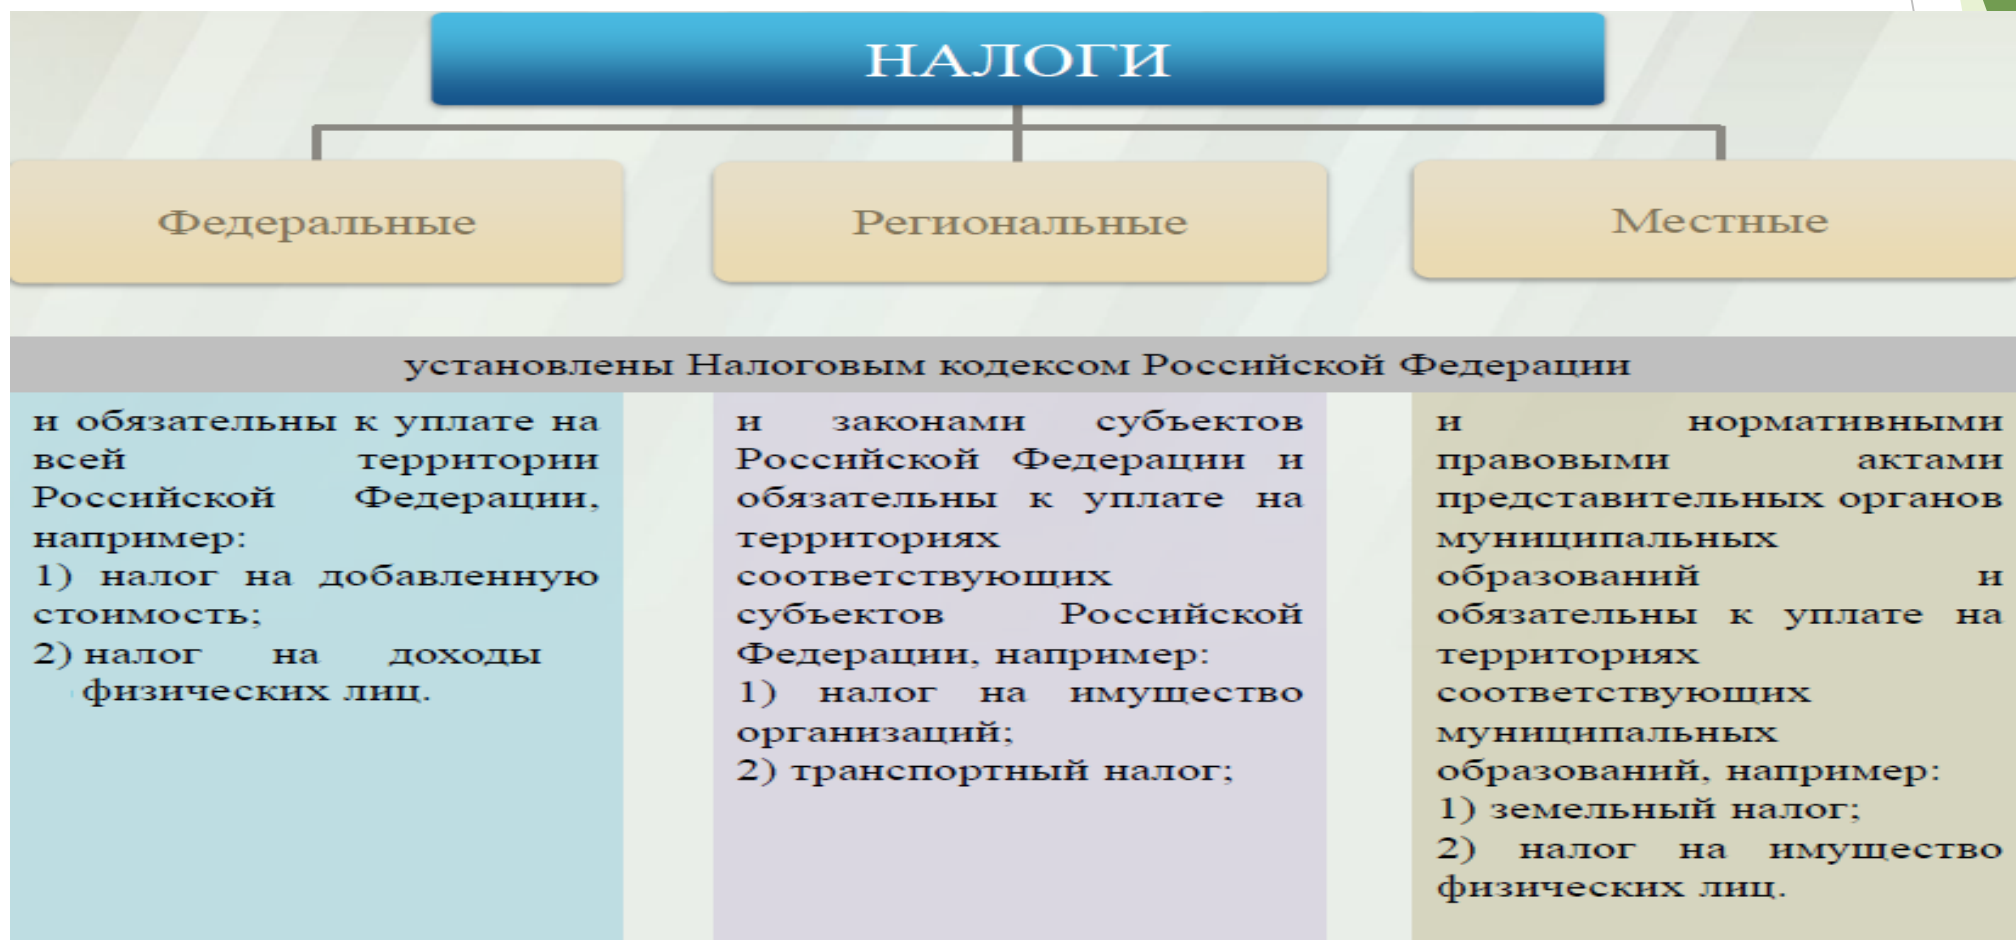 НАЛОГИ
Федеральные
Региональные
Местные
установлены Налоговым кодексом Российской Федерации
и обязательны к уплате на
всей территории
Российской Федерации,
например:
1) налог на добавленную
стоимость;
2) налог на доходы
физических лиц.
и законами субъектов
Российской Федерации и
обязательны к уплате на
территориях
соответствующих
субъектов Российской
Федерации, например:
1) налог на имущество
организаций;
2) транспортный налог;
и нормативными
правовыми актами
представительных органов
муниципальных
образований и
обязательны к уплате на
территориях
соответствующих
муниципальных
образований, например:
1) земельный налог;
2) налог на имущество
физических лиц.